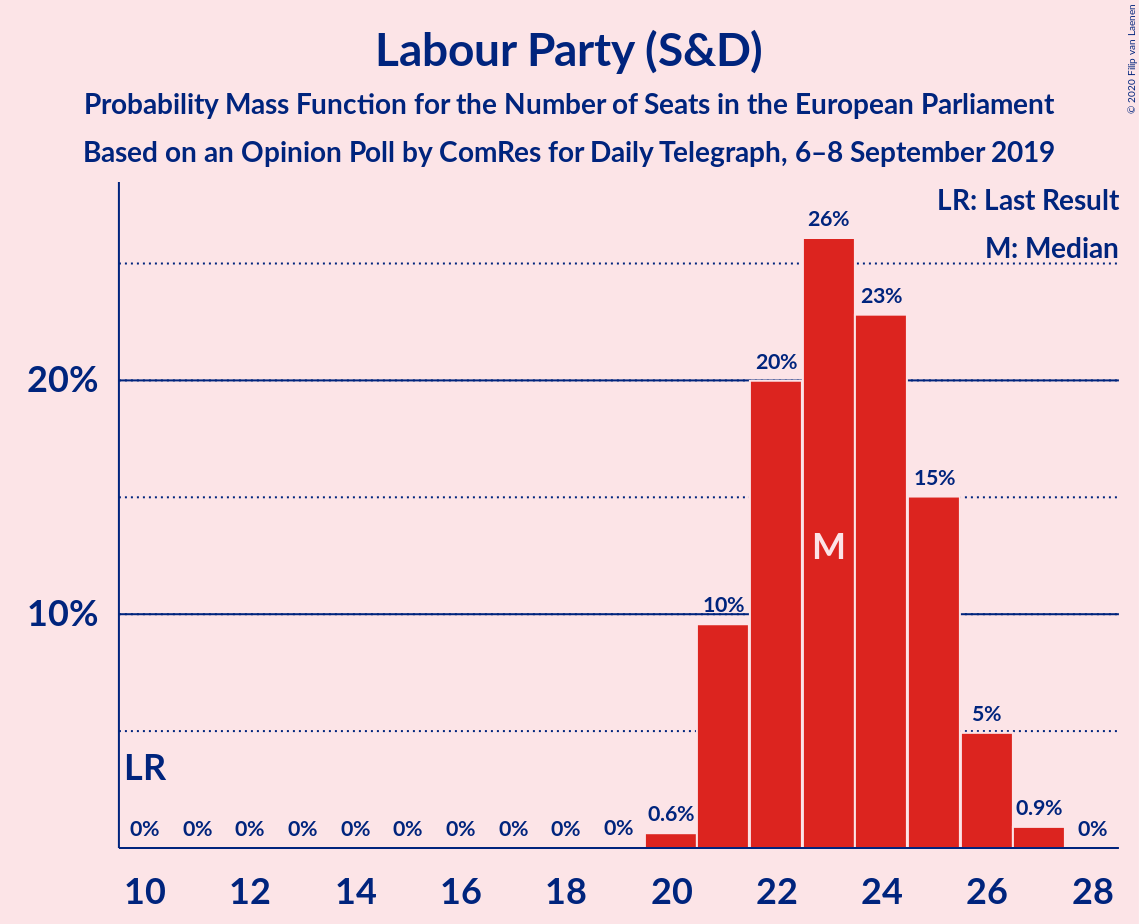 Labour Party (S&D)
Probability Mass Function for the Number of Seats in the European Parliament
Based on an Opinion Poll by ComRes for Daily Telegraph, 6–8 September 2019
© 2020 Filip van Laenen
LR: Last Result
M: Median
26%
23%
20%
20%
15%
M
10%
10%
5%
LR
0% 0% 0% 0% 0% 0% 0% 0% 0% 0% 0.6% 0.9% 0%
10 12 14 16 18 20 22 24 26 28